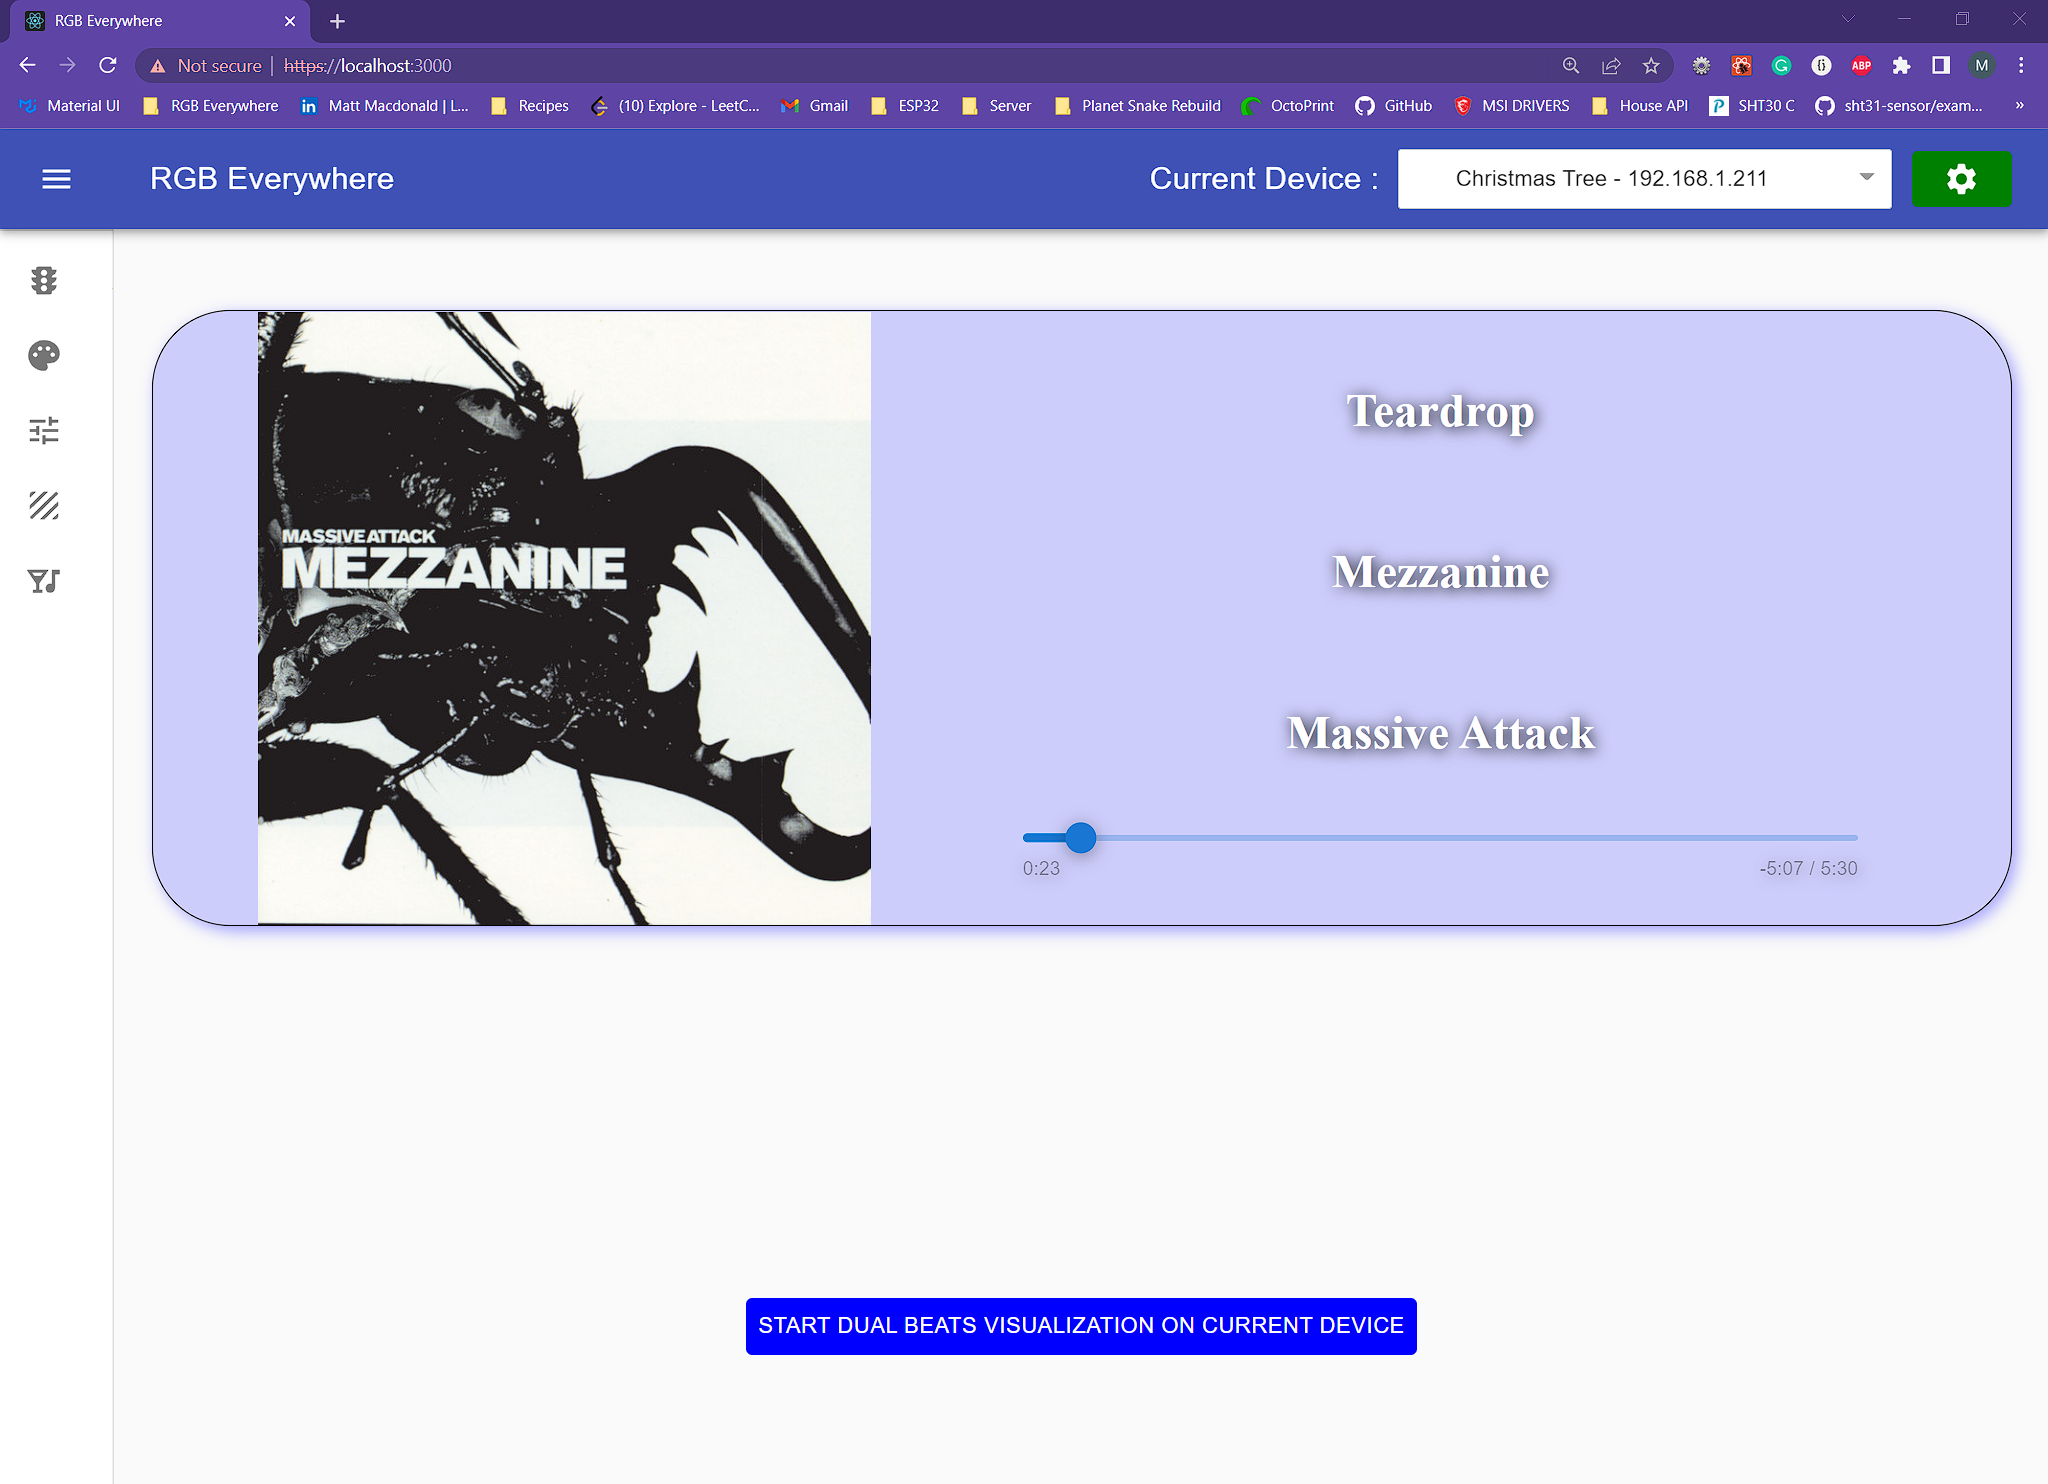 RGB Everywhere
Not secure | https://localhost:3000
M
Material UI RGB Everywhere Matt Macdonald | L... Recipes (10) Explore - LeetC... Gmail ESP32 Server Planet Snake Rebuild OctoPrint GitHub MSI DRIVERS House API SHT30 C sht31-sensor/exam... »
RGB Everywhere Current Device : Christmas Tree - 192.168.1.211
MASSIVE ATTACK
MEZZANINE
Teardrop
Mezzanine
Massive Attack
0:23 -5:07 / 5:30
START DUAL BEATS VISUALIZATION ON CURRENT DEVICE